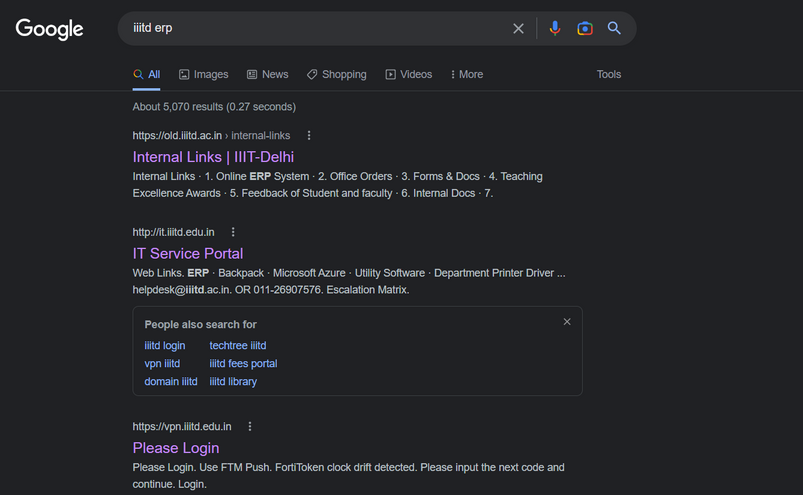 Google
iiitd erp
All Images News Shopping Videos More Tools
About 5,070 results (0.27 seconds)
https://old.iiitd.ac.in › internal-links
Internal Links | IIIT-Delhi
Internal Links · 1. Online ERP System · 2. Office Orders · 3. Forms & Docs · 4. Teaching
Excellence Awards · 5. Feedback of Student and faculty · 6. Internal Docs · 7.
http://it.iiitd.edu.in
IT Service Portal
Web Links. ERP · Backpack · Microsoft Azure · Utility Software · Department Printer Driver ...
helpdesk@iiitd.ac.in. OR 011-26907576. Escalation Matrix.
People also search for
iiitd login techtree iiitd
vpn iiitd iiitd fees portal
domain iiitd iiitd library
https://vpn.iiitd.edu.in
Please Login
Please Login. Use FTM Push. FortiToken clock drift detected. Please input the next code and
continue. Login.